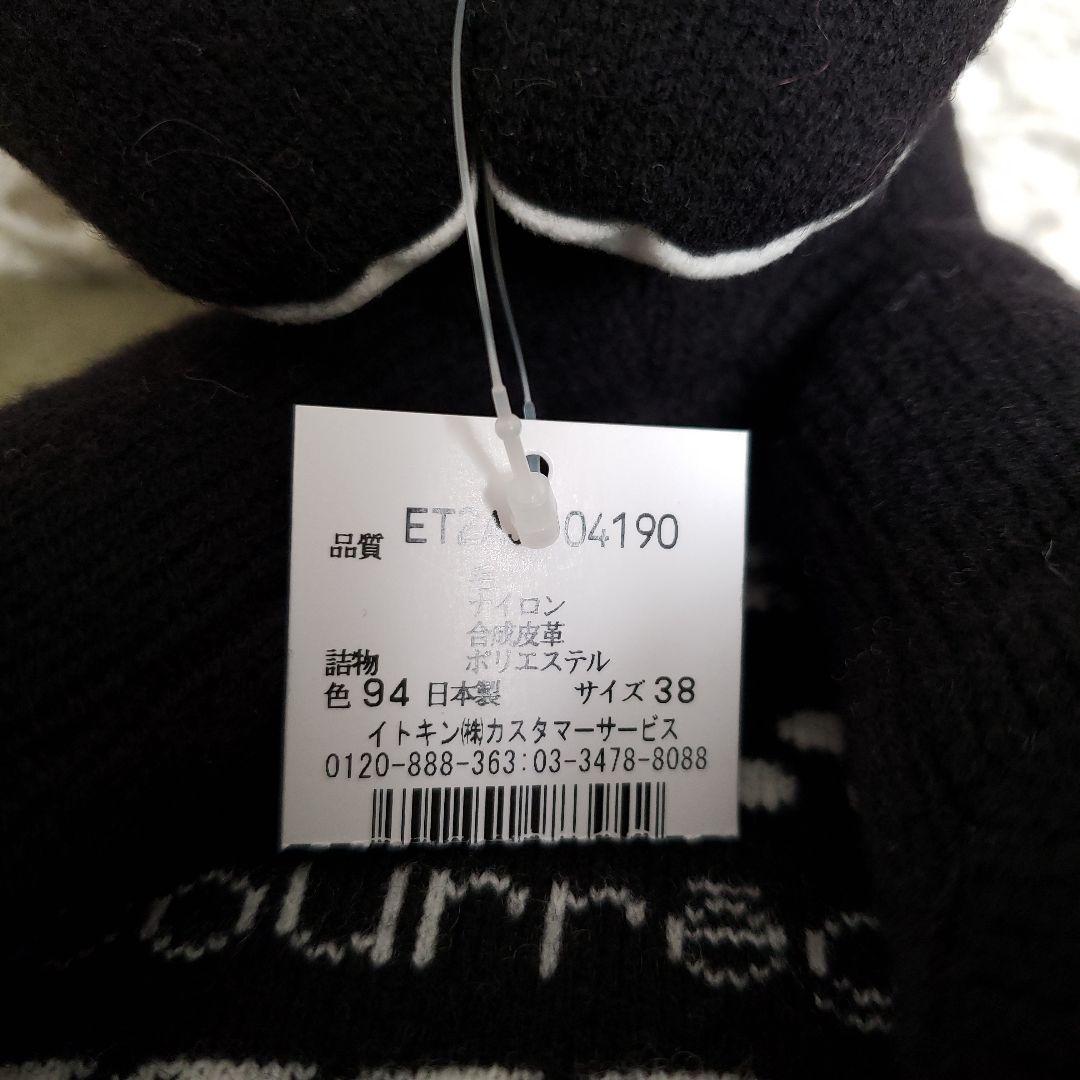 品質
04190
毛
ナイロン
合成皮革
詰物 ポリエステル
色 94 日本製 サイズ 38
イトキン㈱カスタマーサービス
0120-888-363:03-3478-8088
ourreg